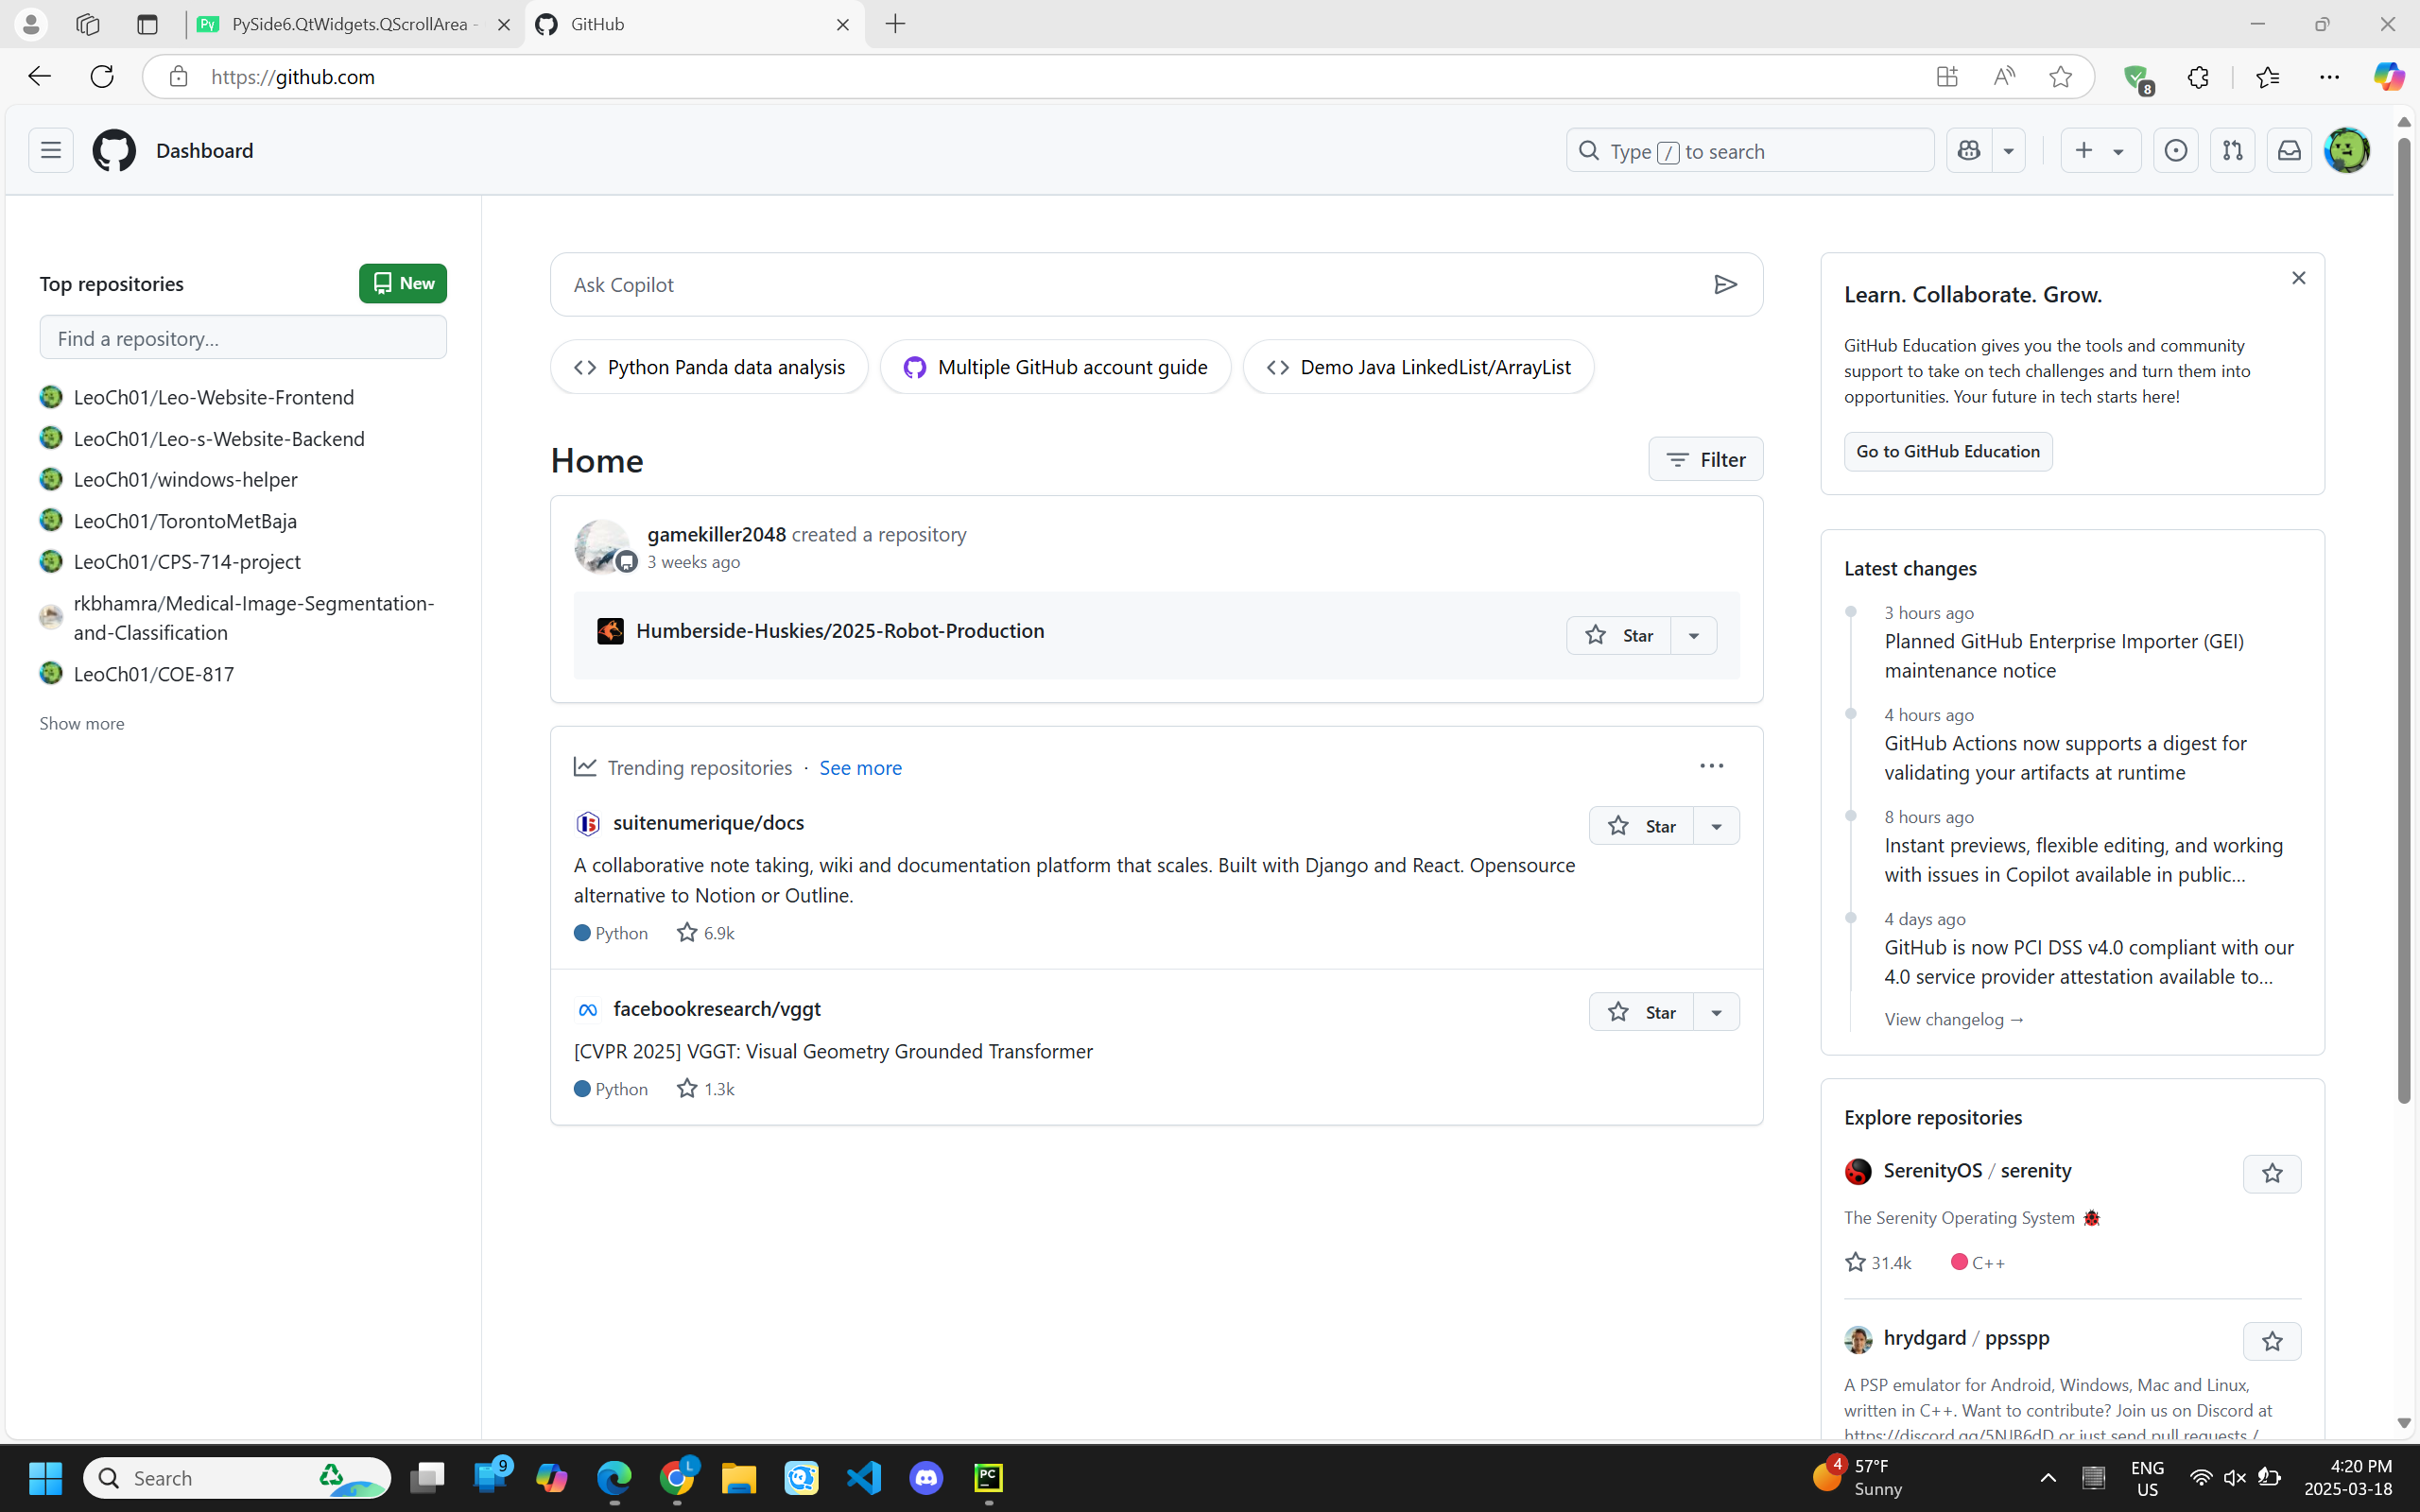 PySide6.QtWidgets.QScrollArea -
GitHub
https://github.com
8
Dashboard
Type / to search
Top repositories
New
Find a repository...
LeoCh01/Leo-Website-Frontend
LeoCh01/Leo-s-Website-Backend
LeoCh01/windows-helper
LeoCh01/TorontoMetBaja
LeoCh01/CPS-714-project
rkbhamra/Medical-Image-Segmentation-
and-Classification
LeoCh01/COE-817
Show more
Ask Copilot
Python Panda data analysis
Multiple GitHub account guide
Demo Java LinkedList/ArrayList
Home
Filter
gamekiller2048 created a repository
3 weeks ago
Humberside-Huskies/2025-Robot-Production
Star
Trending repositories · See more
suitenumerique/docs
Star
A collaborative note taking, wiki and documentation platform that scales. Built with Django and React. Opensource
alternative to Notion or Outline.
Python 6.9k
facebookresearch/vggt
Star
[CVPR 2025] VGGT: Visual Geometry Grounded Transformer
Python 1.3k
Learn. Collaborate. Grow.
GitHub Education gives you the tools and community
support to take on tech challenges and turn them into
opportunities. Your future in tech starts here!
Go to GitHub Education
Latest changes
3 hours ago
Planned GitHub Enterprise Importer (GEI)
maintenance notice
4 hours ago
GitHub Actions now supports a digest for
validating your artifacts at runtime
8 hours ago
Instant previews, flexible editing, and working
with issues in Copilot available in public...
4 days ago
GitHub is now PCI DSS v4.0 compliant with our
4.0 service provider attestation available to...
View changelog →
Explore repositories
SerenityOS / serenity
The Serenity Operating System 🐞
31.4k C++
hrydgard / ppsspp
A PSP emulator for Android, Windows, Mac and Linux,
written in C++. Want to contribute? Join us on Discord at
https://discord.gg/5NJB6dD or just send pull requests /
Search
9
L
PC
4
57°F
Sunny
ENG
US
4:20 PM
2025-03-18